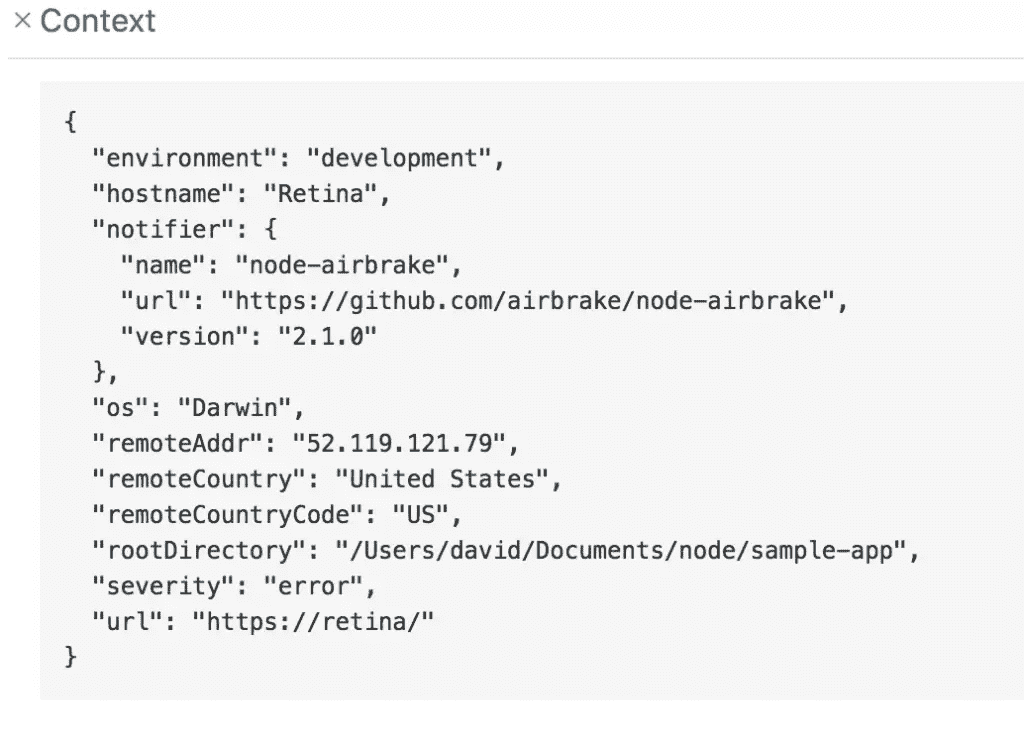 × Context
{
  "environment": "development",
  "hostname": "Retina",
  "notifier": {
    "name": "node-airbrake",
    "url": "https://github.com/airbrake/node-airbrake",
    "version": "2.1.0"
  },
  "os": "Darwin",
  "remoteAddr": "52.119.121.79",
  "remoteCountry": "United States",
  "remoteCountryCode": "US",
  "rootDirectory": "/Users/david/Documents/node/sample-app",
  "severity": "error",
  "url": "https://retina/"
}